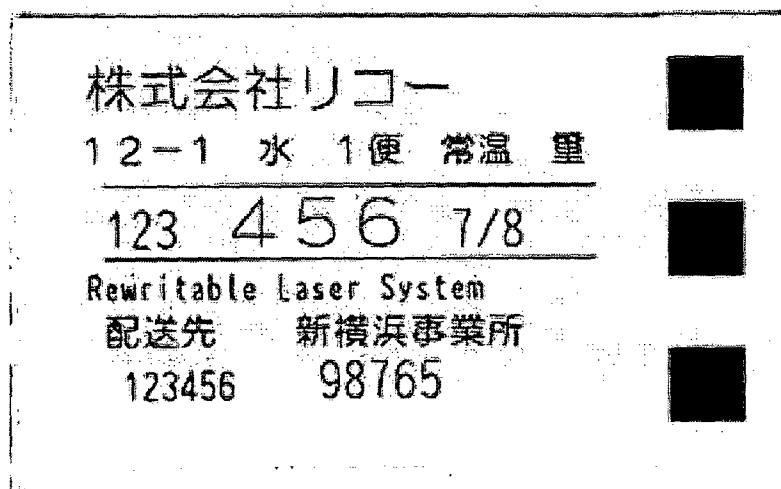 株式会社リコー
12-1 水 1便 常温 重
123 456 7/8
Rewritable Laser System
配送先 新横浜事業所
123456 98765